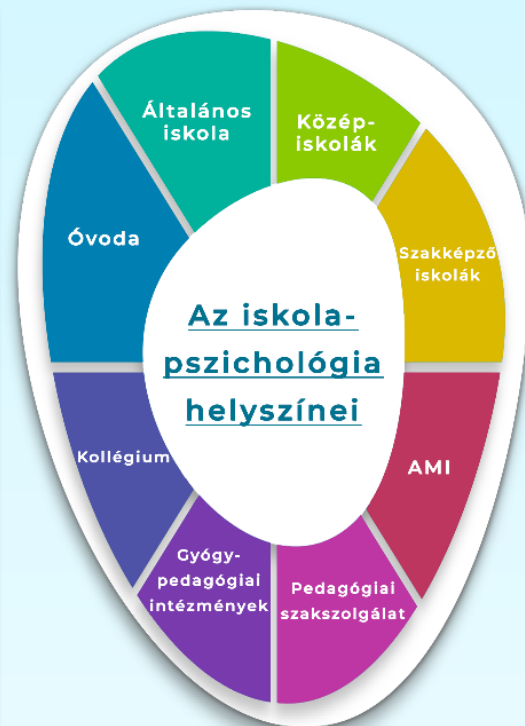 Általános
iskola
Közép-
iskolák
Óvoda
Szakképző
iskolák
Az iskola-
pszichológia
helyszínei
Kollégium
AMI
Gyógy-
pedagógiai
intézmények
Pedagógiai
szakszolgálat